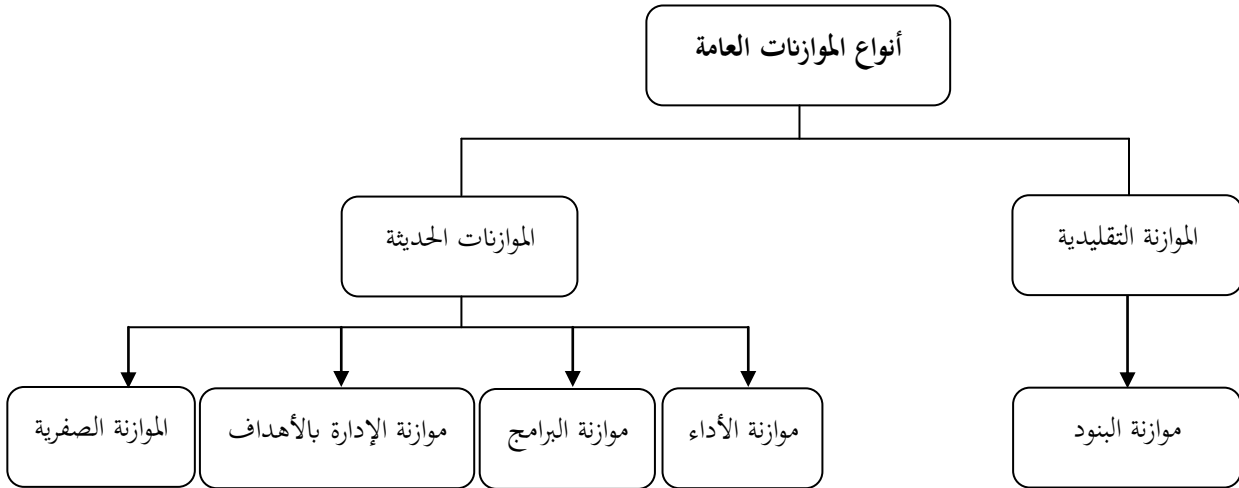 أنواع الموازنات العامة
الموازنة التقليدية
الموازنات الحديثة
موازنة البنود
موازنة الأداء
موازنة البرامج
موازنة الإدارة بالأهداف
الموازنة الصفرية